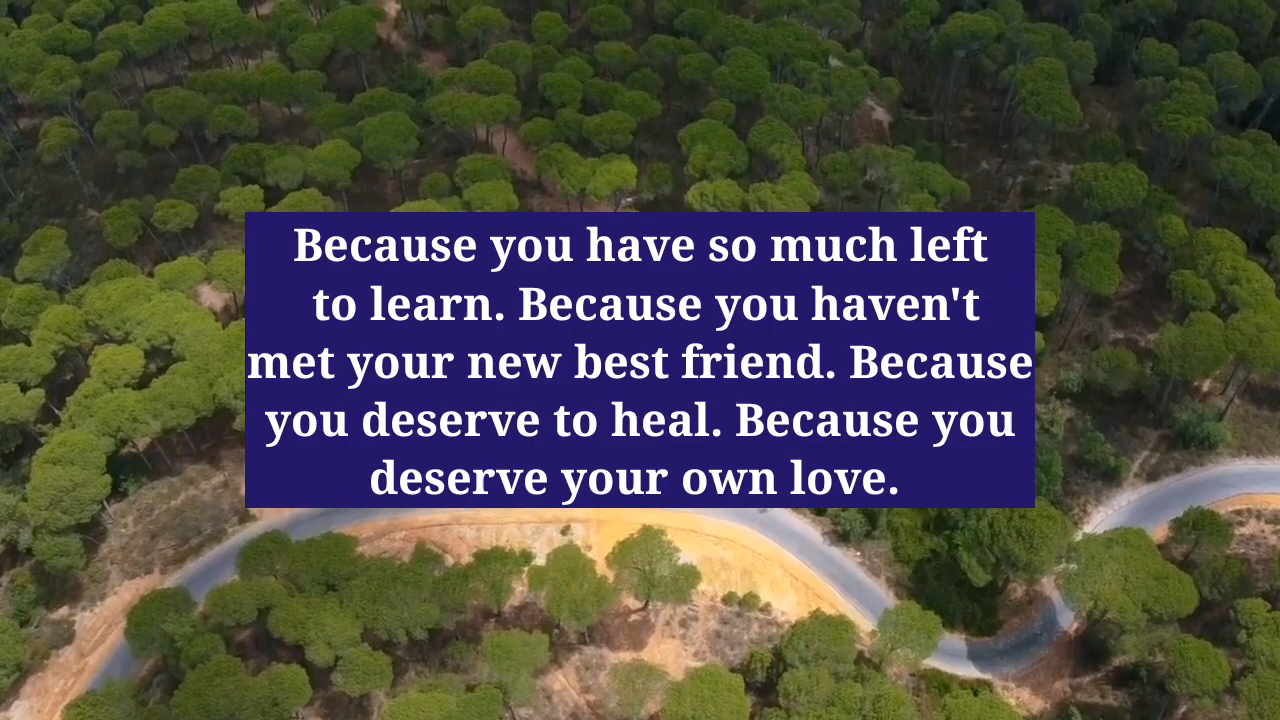 Because you have so much left
to learn. Because you haven't
met your new best friend. Because
you deserve to heal. Because you
deserve your own love.